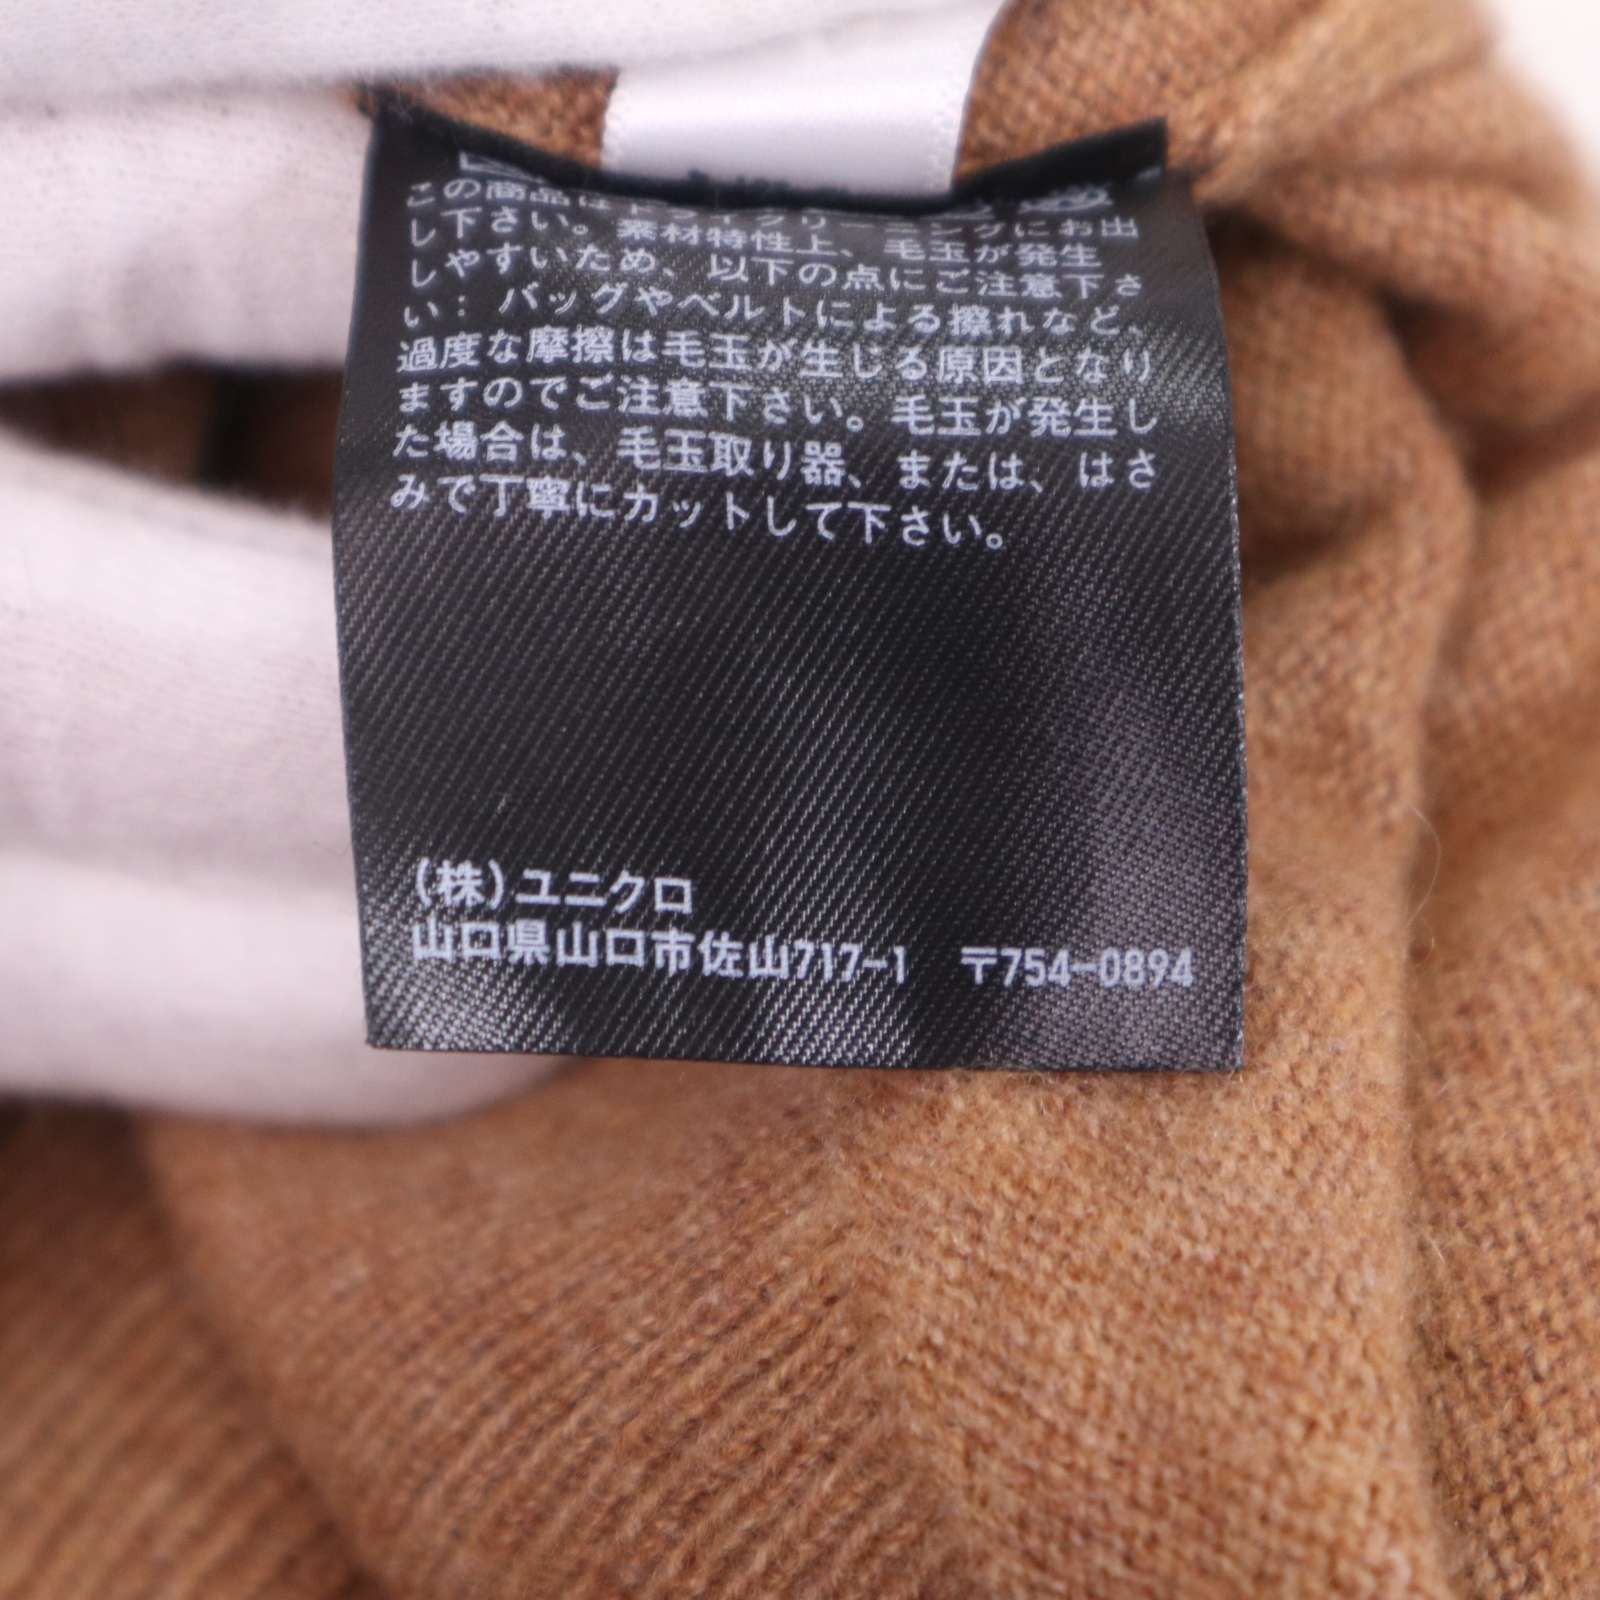 この商品はドライクリーニングにお出
し下さい。素材特性上、毛玉が発生
しやすいため、以下の点にご注意下さ
い：バッグやベルトによる擦れなど、
過度な摩擦は毛玉が生じる原因となり
ますのでご注意下さい。毛玉が発生し
た場合は、毛玉取り器、または、はさ
みで丁寧にカットして下さい。
(株)ユニクロ
山口県山口市佐山717-1 〒754-0894